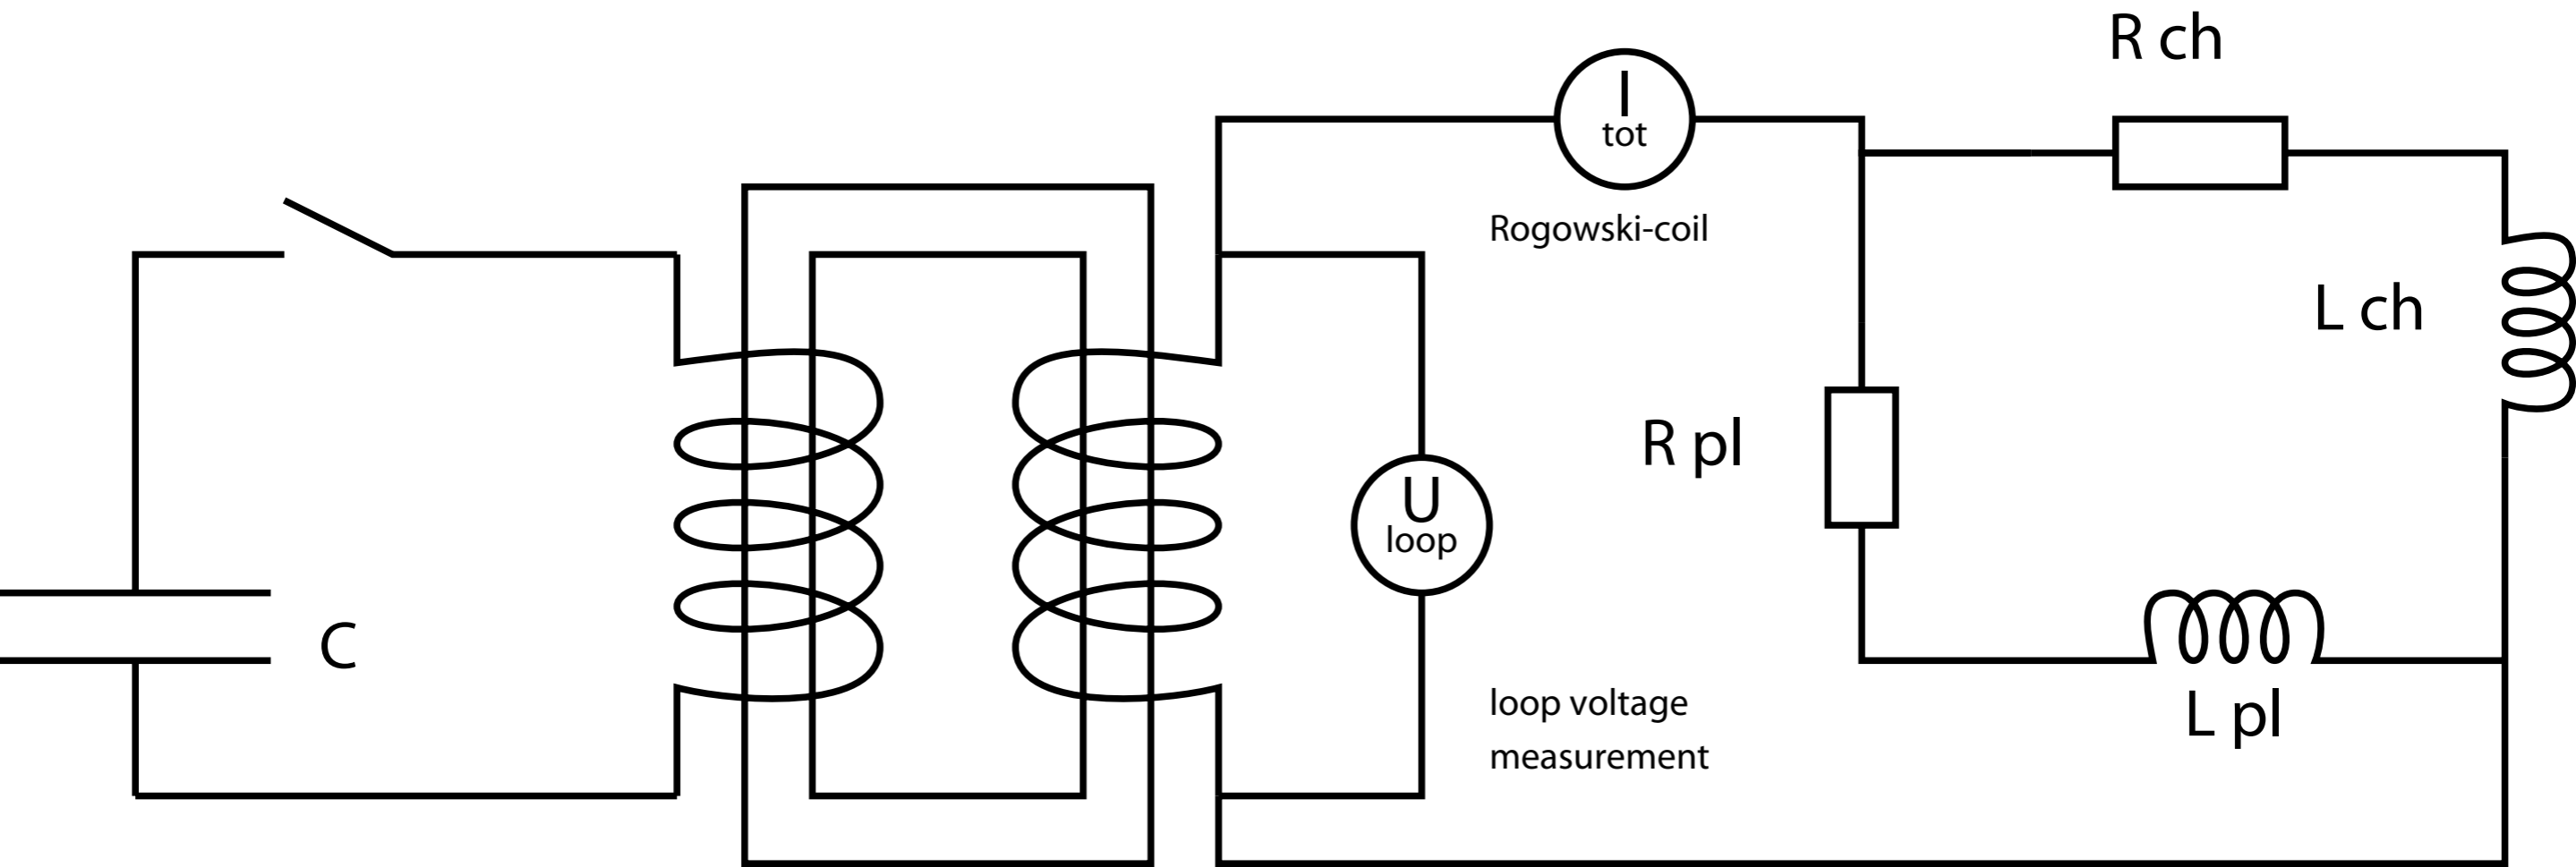 R ch
I
tot
Rogowski-coil
L ch
R pl
U
loop
C
L pl
loop voltage
measurement